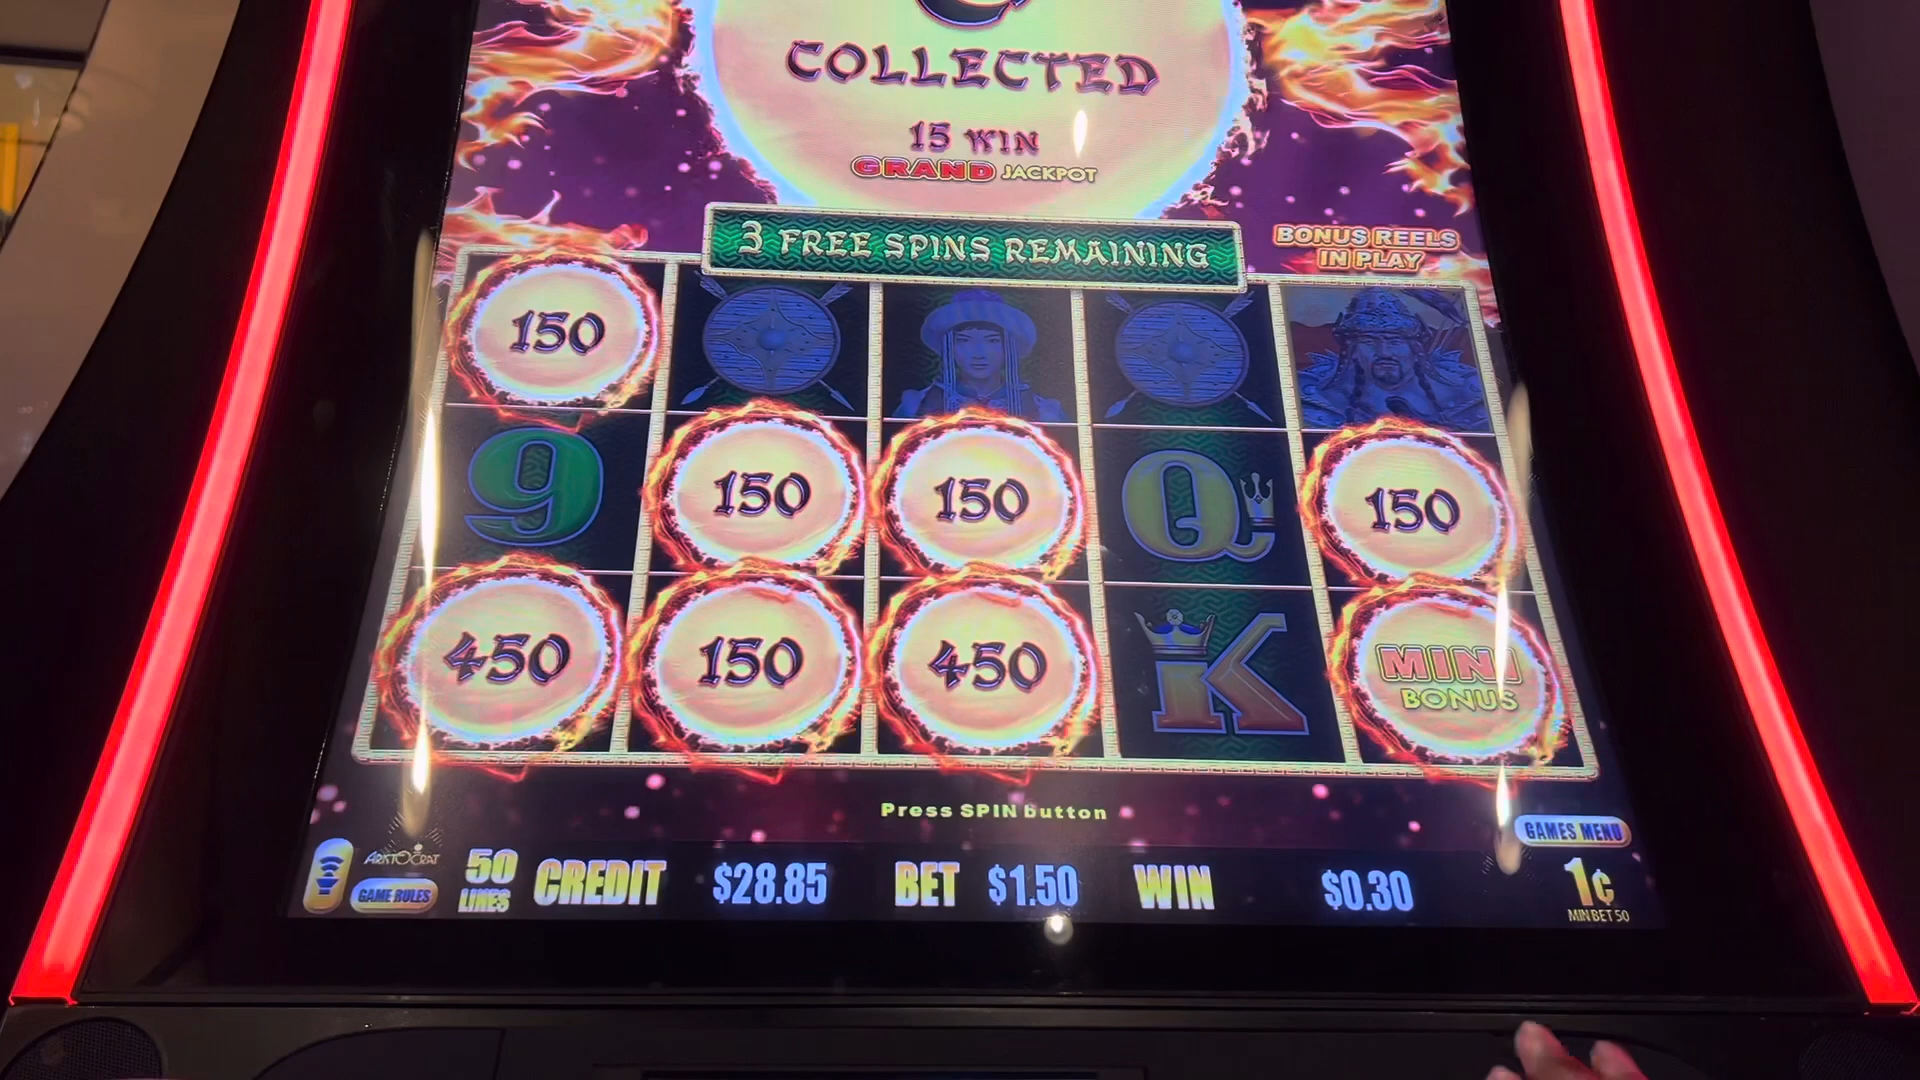 COLLECTED
15 WIN
GRAND JACKPOT
3 FREE SPINS REMAINING
BONUS REELS
IN PLAY
150
9
150
150
Q
150
450
150
450
K
MINI
BONUS
Press SPIN button
GAMES MENU
ARISTOCRAT
GAME RULES
50
LINES
CREDIT
$28.85
BET
$1.50
WIN
$0.30
1¢
MIN BET 50